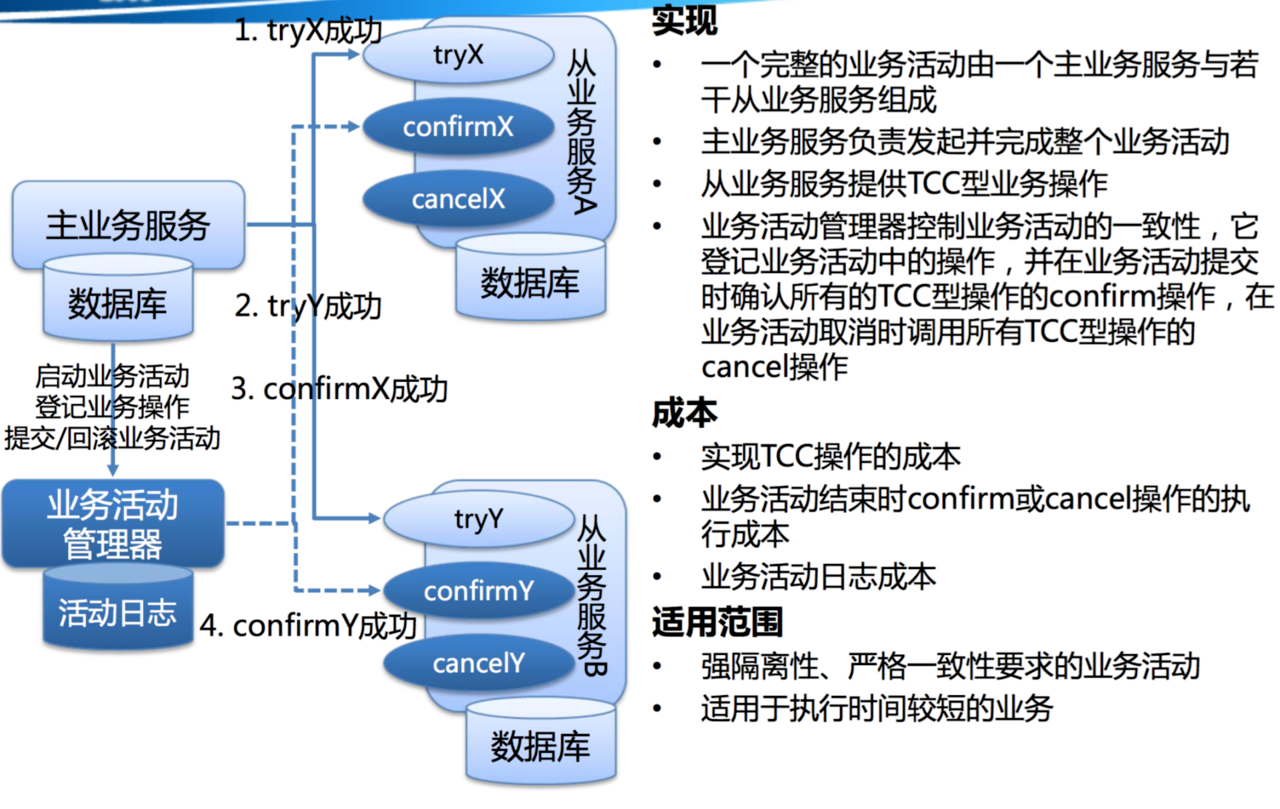 1. tryX成功
tryX
confirmX
cancelX
从业务服务A
数据库
主业务服务
数据库
2. tryY成功
启动业务活动
登记业务操作
提交/回滚业务活动
3. confirmX成功
业务活动
管理器
活动日志
tryY
confirmY
cancelY
从业务服务B
数据库
4. confirmY成功
实现
• 一个完整的业务活动由一个主业务服务与若
干从业务服务组成
• 主业务服务负责发起并完成整个业务活动
• 从业务服务提供TCC型业务操作
• 业务活动管理器控制业务活动的一致性，它
登记业务活动中的操作，并在业务活动提交
时确认所有的TCC型操作的confirm操作，在
业务活动取消时调用所有TCC型操作的
cancel操作
成本
• 实现TCC操作的成本
• 业务活动结束时confirm或cancel操作的执
行成本
• 业务活动日志成本
适用范围
• 强隔离性、严格一致性要求的业务活动
• 适用于执行时间较短的业务